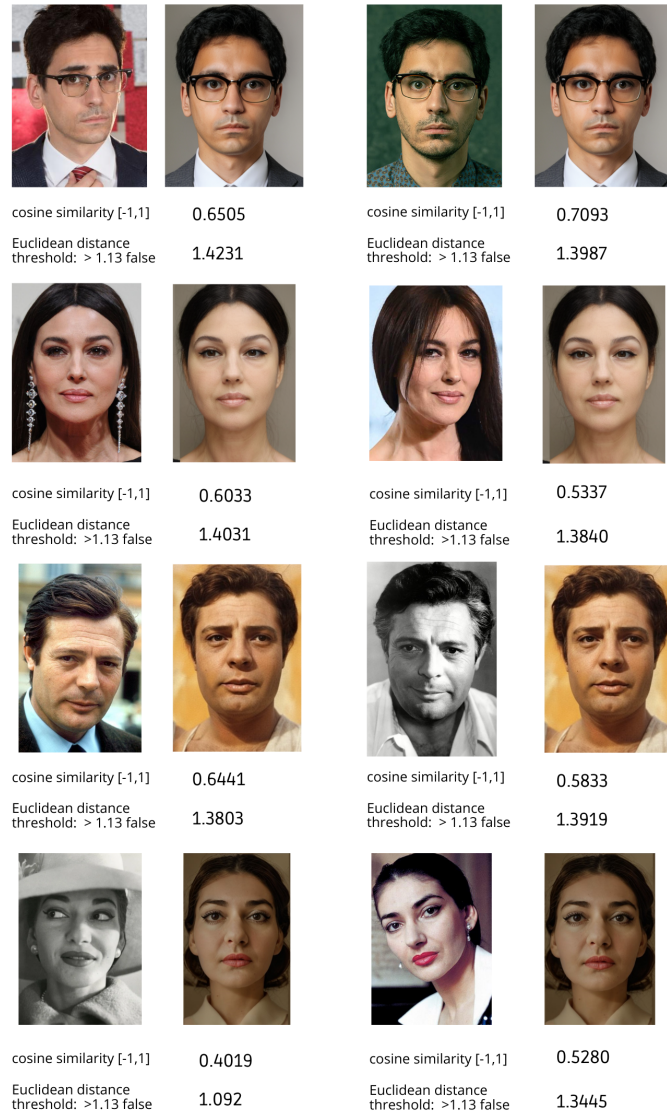 cosine similarity [-1,1] 0.6505
Euclidean distance
threshold: > 1.13 false 1.4231
cosine similarity [-1,1] 0.7093
Euclidean distance
threshold: > 1.13 false 1.3987
cosine similarity [-1,1] 0.6033
Euclidean distance
threshold: >1.13 false 1.4031
cosine similarity [-1,1] 0.5337
Euclidean distance
threshold: >1.13 false 1.3840
cosine similarity [-1,1] 0.6441
Euclidean distance
threshold: > 1.13 false 1.3803
cosine similarity [-1,1] 0.5833
Euclidean distance
threshold: > 1.13 false 1.3919
cosine similarity [-1,1] 0.4019
Euclidean distance
threshold: >1.13 false 1.092
cosine similarity [-1,1] 0.5280
Euclidean distance
threshold: >1.13 false 1.3445